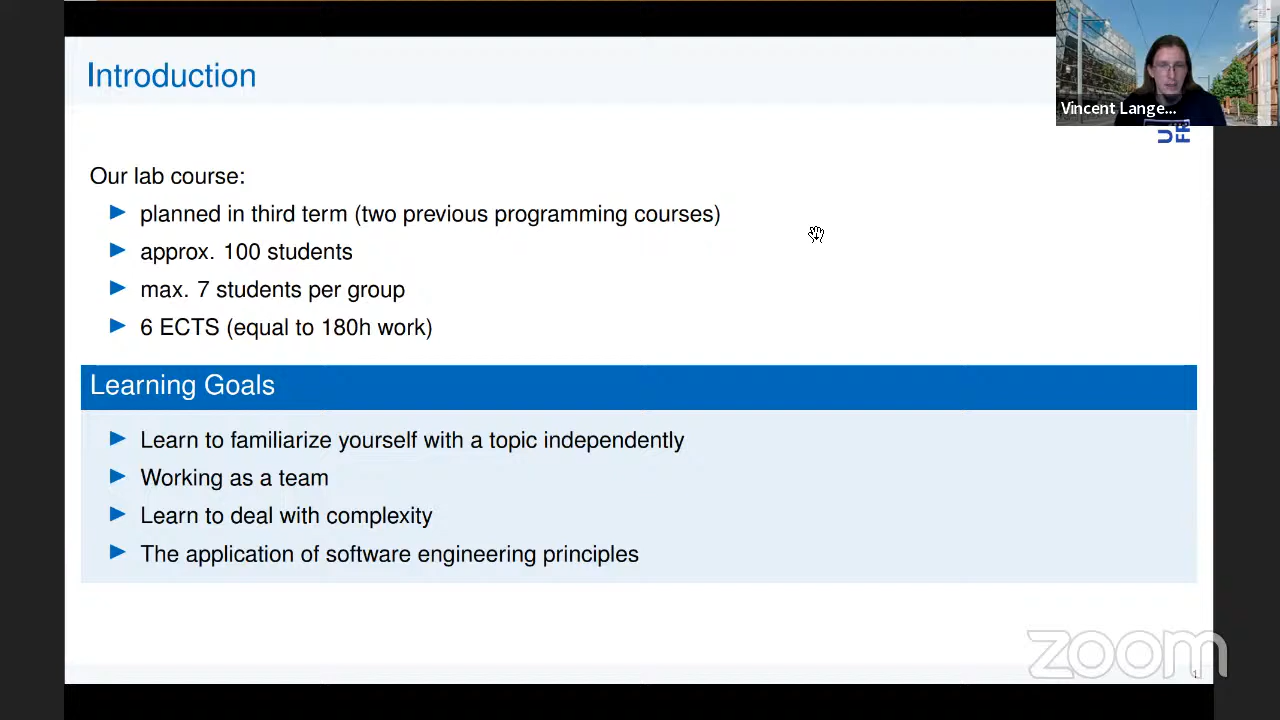 Introduction
Vincent Lange...
Our lab course:
planned in third term (two previous programming courses)
approx. 100 students
max. 7 students per group
6 ECTS (equal to 180h work)
Learning Goals
Learn to familiarize yourself with a topic independently
Working as a team
Learn to deal with complexity
The application of software engineering principles
zoom
1